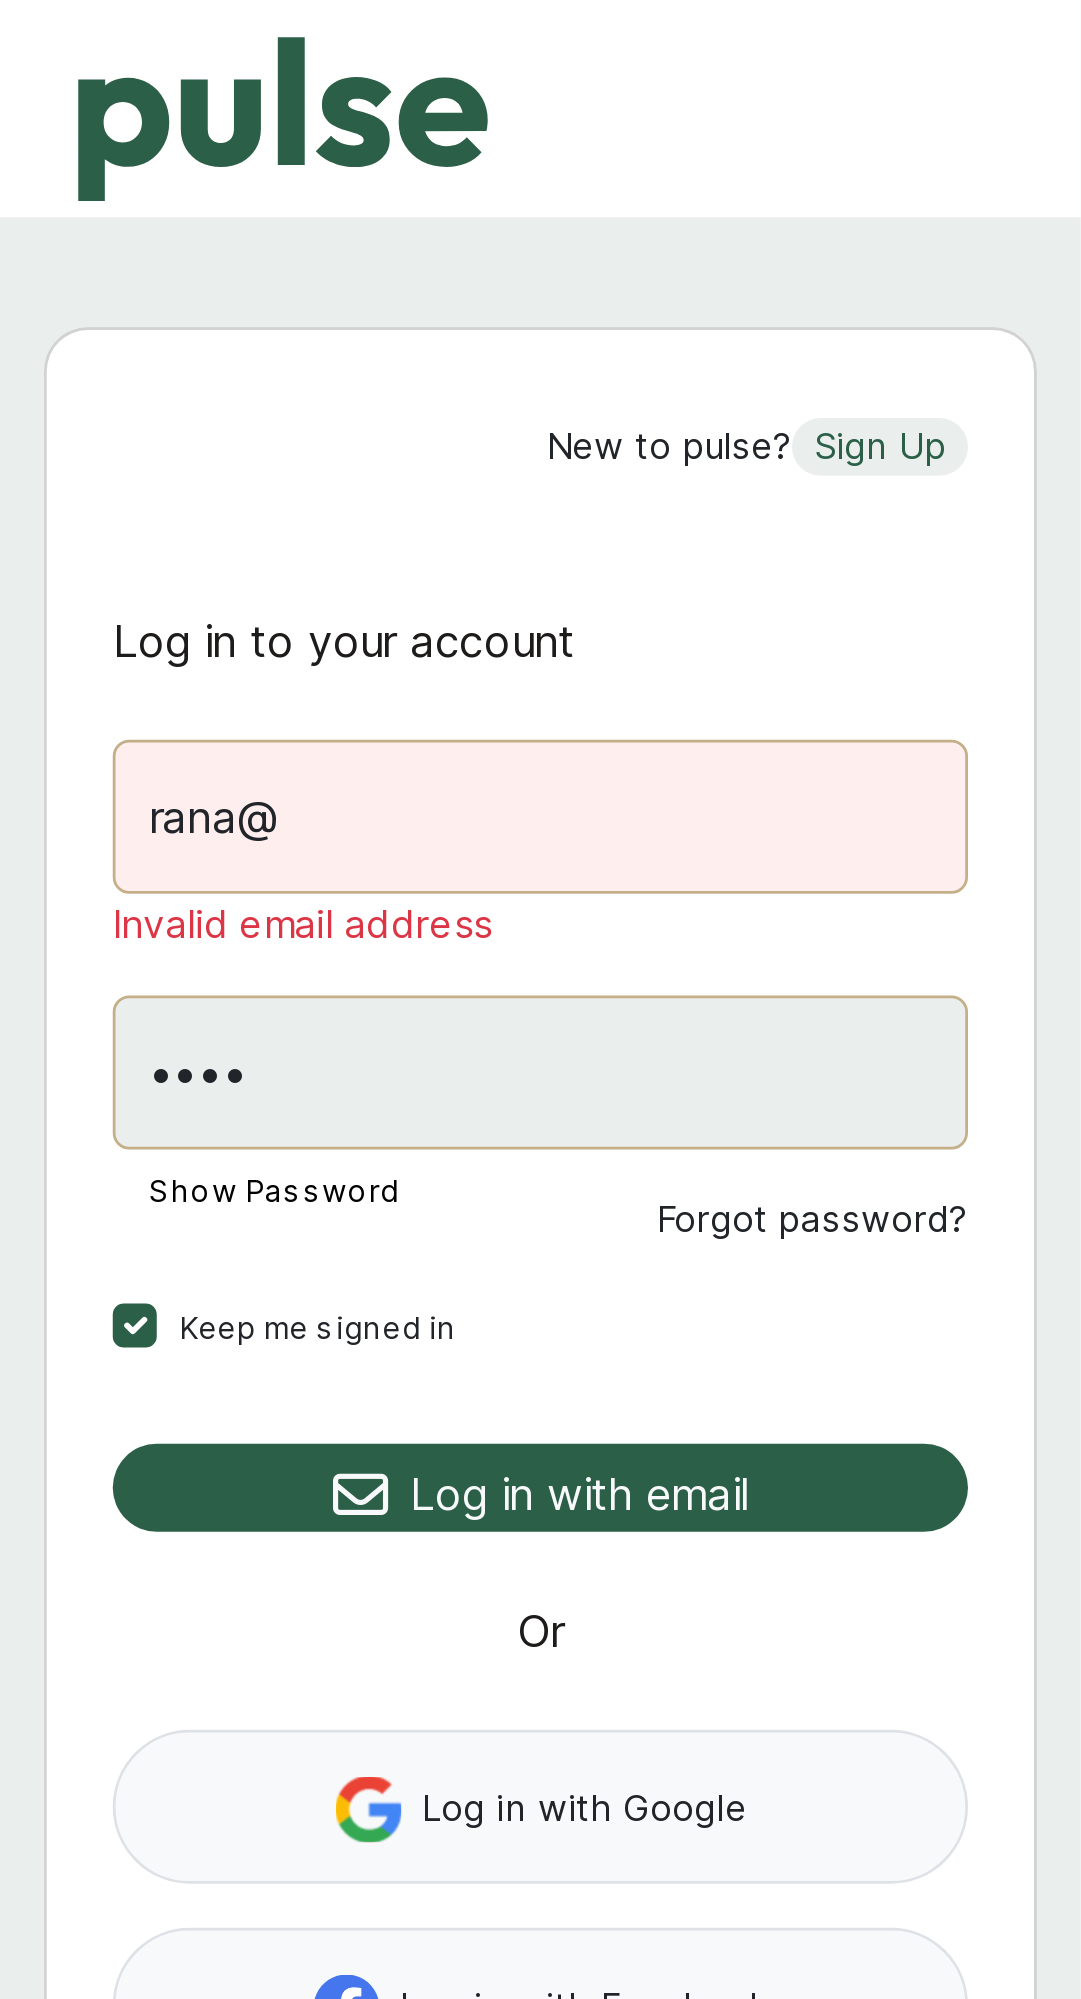 pulse
New to pulse? Sign Up
Log in to your account
rana@
Invalid email address
••••
Show Password
Forgot password?
Keep me signed in
Log in with email
Or
Log in with Google